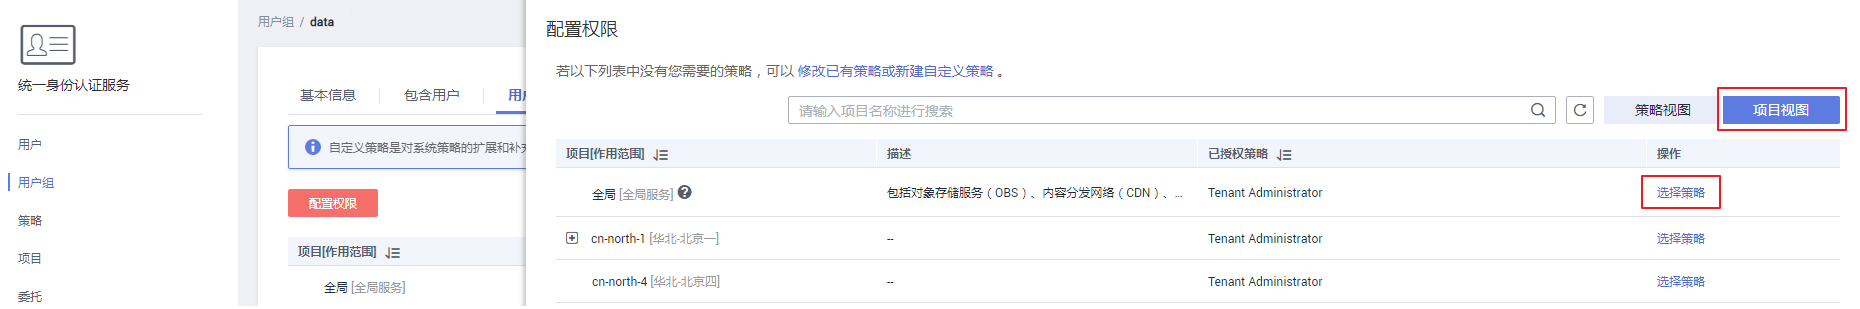 统一身份认证服务
用户
用户组
策略
项目
委托
用户组 / data
基本信息
包含用户
用
自定义策略是对系统策略的扩展和补
配置权限
项目[作用范围]
全局 [全局服务]
配置权限
若以下列表中没有您需要的策略，可以 修改已有策略或新建自定义策略 。
请输入项目名称进行搜索
策略视图
项目视图
项目[作用范围] 描述 已授权策略 操作
全局 [全局服务] 包括对象存储服务（OBS）、内容分发网络（CDN）、... Tenant Administrator 选择策略
cn-north-1 [华北-北京一] -- Tenant Administrator 选择策略
cn-north-4 [华北-北京四] -- Tenant Administrator 选择策略